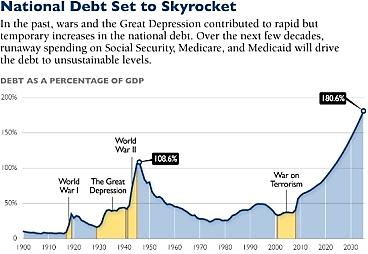 National Debt Set to Skyrocket
In the past, wars and the Great Depression contributed to rapid but
temporary increases in the national debt. Over the next few decades,
runaway spending on Social Security, Medicare, and Medicaid will drive
the debt to unsustainable levels.
DEBT AS A PERCENTAGE OF GDP
200%
180.6%
150%
World
War II
108.6%
100%
World
War I
The Great
Depression
War on
Terrorism
50%
0
1900 1910 1920 1930 1940 1950 1960 1970 1980 1990 2000 2010 2020 2030